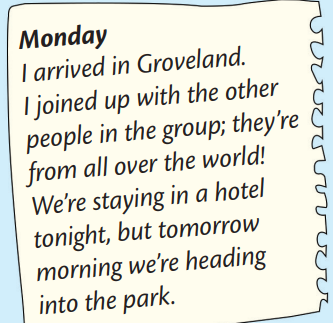 Monday
I arrived in Groveland.
I joined up with the other
people in the group; they're
from all over the world!
We're staying in a hotel
tonight, but tomorrow
morning we're heading
into the park.